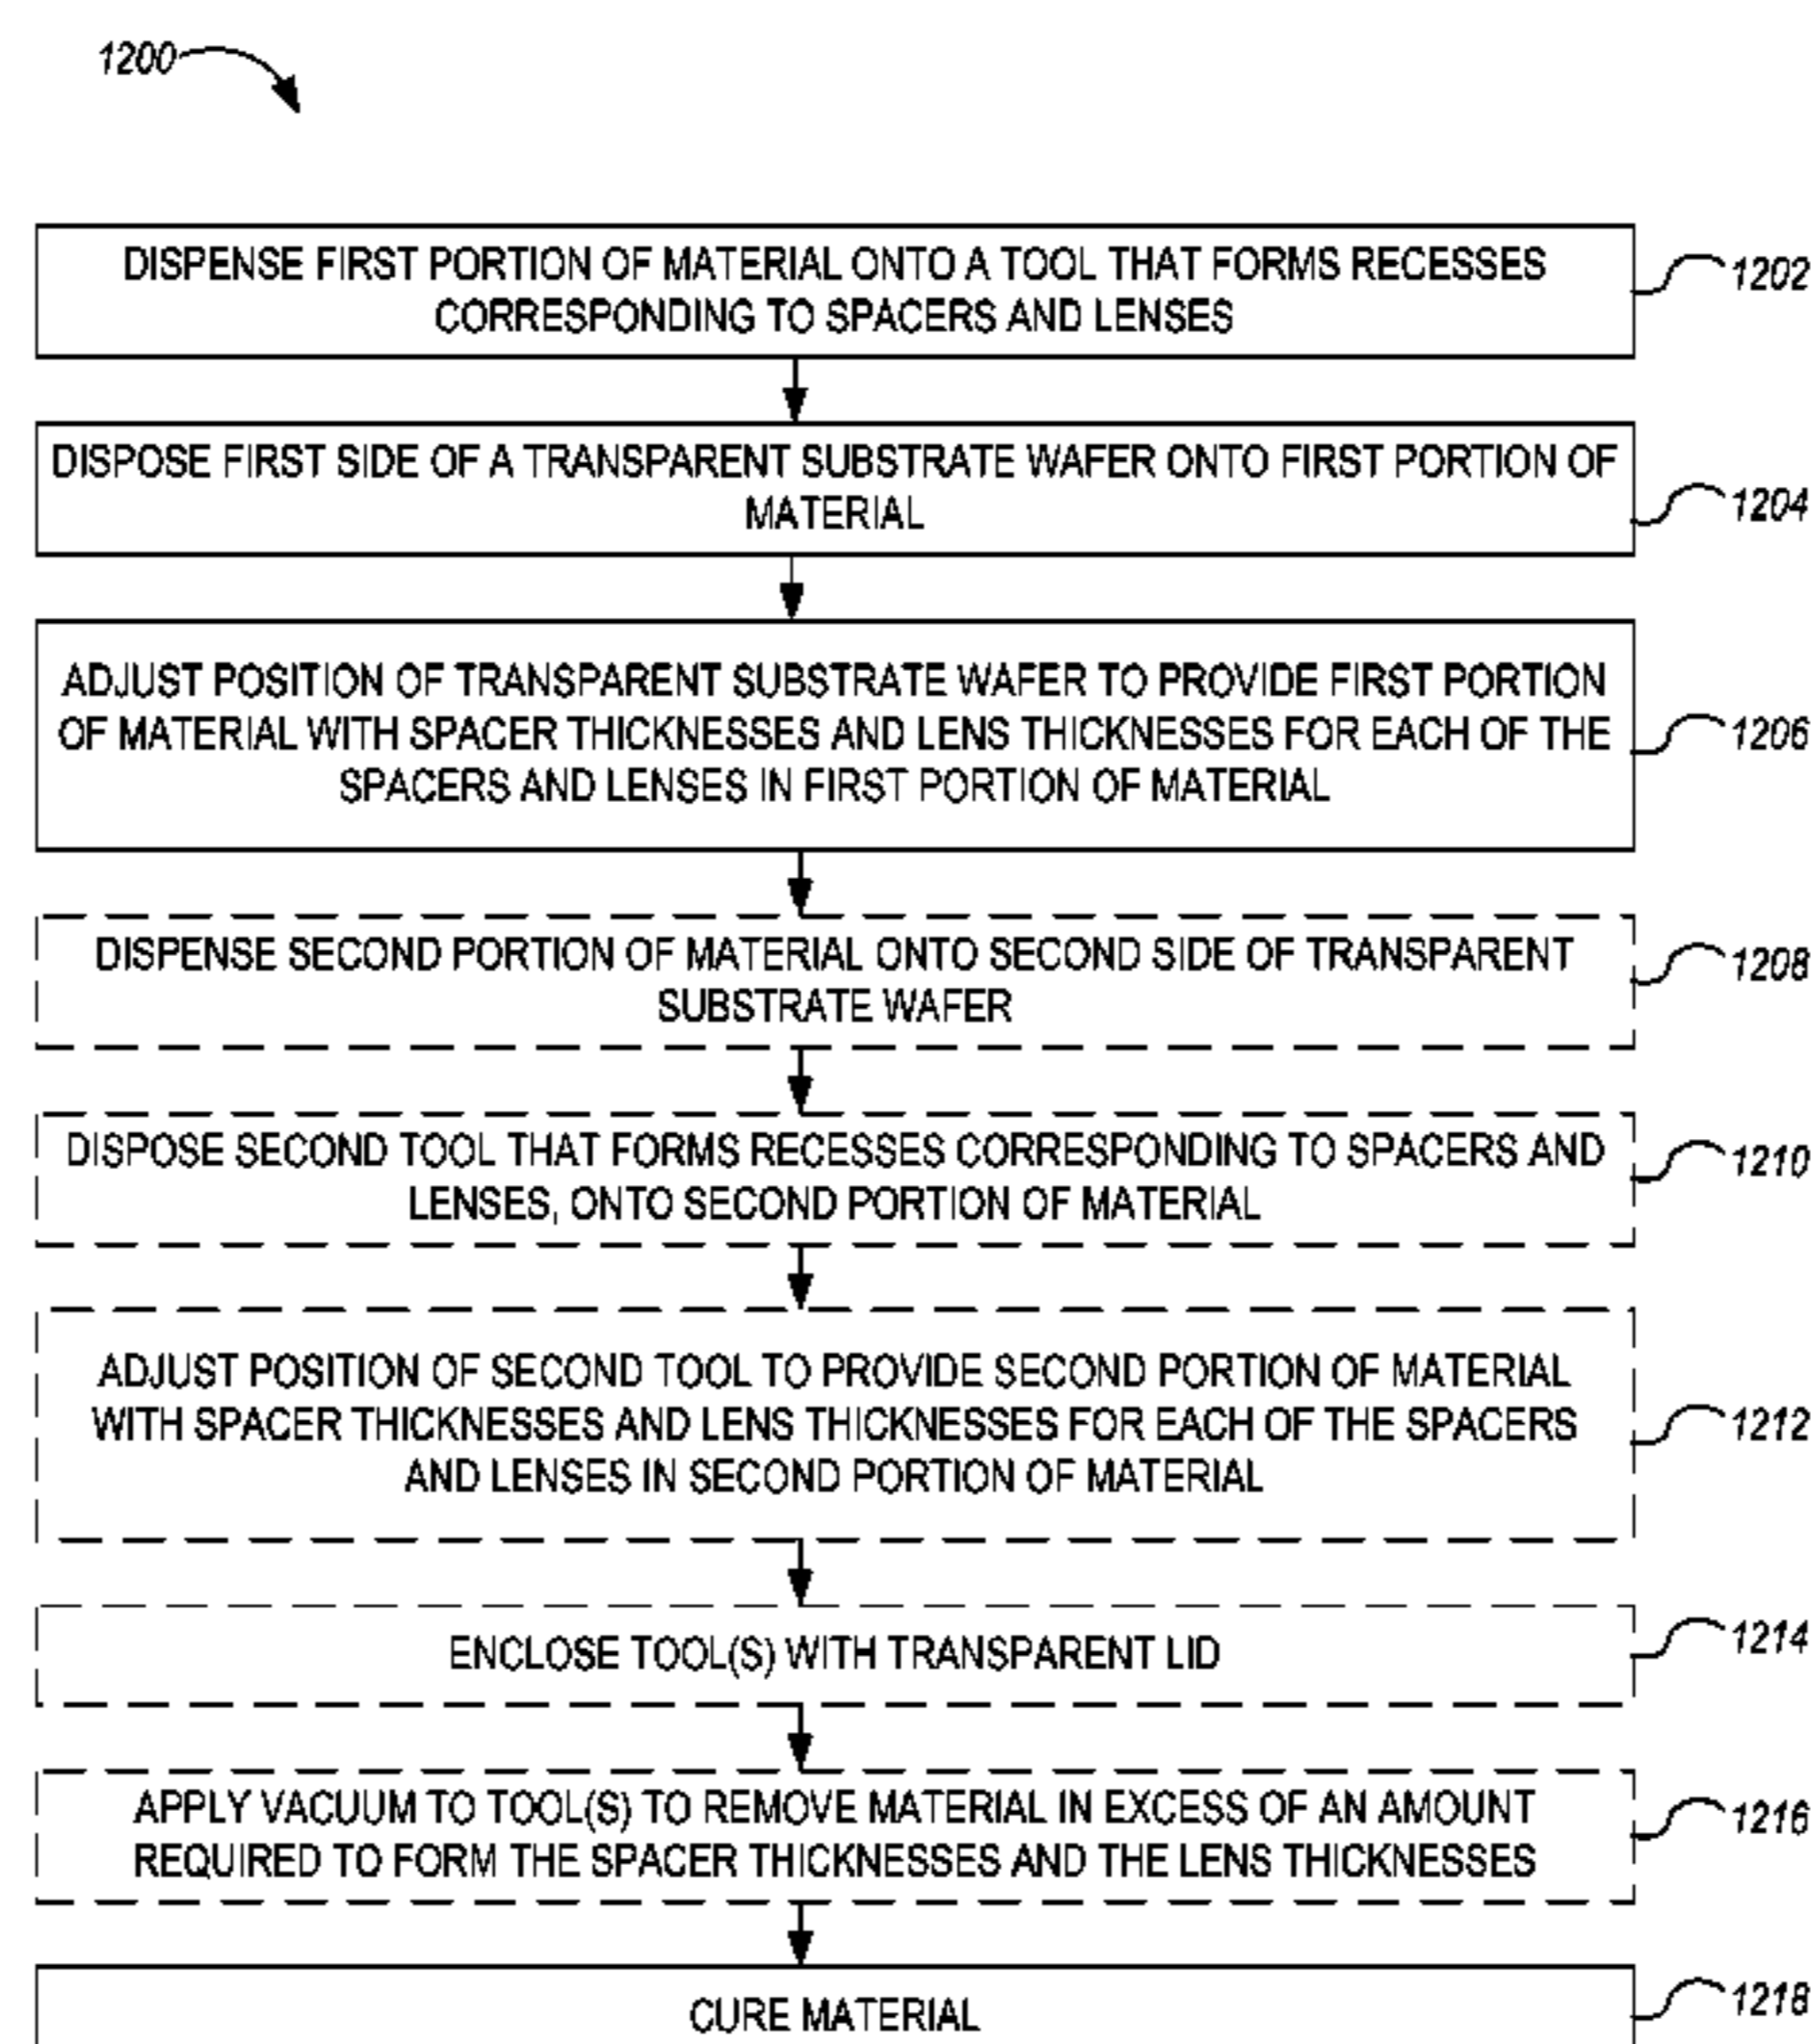 1200
DISPENSE FIRST PORTION OF MATERIAL ONTO A TOOL THAT FORMS RECESSES
CORRESPONDING TO SPACERS AND LENSES
1202
DISPOSE FIRST SIDE OF A TRANSPARENT SUBSTRATE WAFER ONTO FIRST PORTION OF
MATERIAL
1204
ADJUST POSITION OF TRANSPARENT SUBSTRATE WAFER TO PROVIDE FIRST PORTION
OF MATERIAL WITH SPACER THICKNESSES AND LENS THICKNESSES FOR EACH OF THE
SPACERS AND LENSES IN FIRST PORTION OF MATERIAL
1206
DISPENSE SECOND PORTION OF MATERIAL ONTO SECOND SIDE OF TRANSPARENT
SUBSTRATE WAFER
1208
DISPOSE SECOND TOOL THAT FORMS RECESSES CORRESPONDING TO SPACERS AND
LENSES, ONTO SECOND PORTION OF MATERIAL
1210
ADJUST POSITION OF SECOND TOOL TO PROVIDE SECOND PORTION OF MATERIAL
WITH SPACER THICKNESSES AND LENS THICKNESSES FOR EACH OF THE SPACERS
AND LENSES IN SECOND PORTION OF MATERIAL
1212
ENCLOSE TOOL(S) WITH TRANSPARENT LID
1214
APPLY VACUUM TO TOOL(S) TO REMOVE MATERIAL IN EXCESS OF AN AMOUNT
REQUIRED TO FORM THE SPACER THICKNESSES AND THE LENS THICKNESSES
1216
CURE MATERIAL
1218